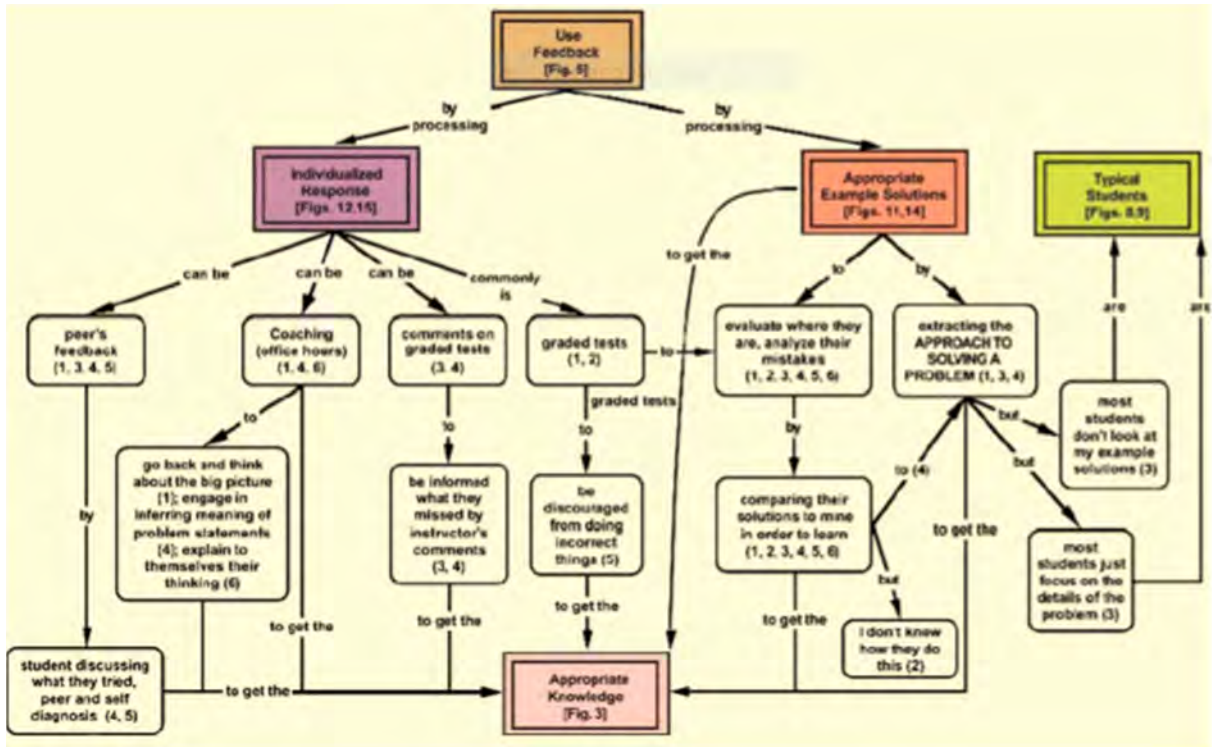 Use
Feedback
[Fig. 5]
by
processing
by
processing
Individualized
Response
[Figs. 12,15]
Appropriate
Example Solutions
[Figs. 11,14]
Typical
Students
[Figs. 8,9]
can be
can be
can be
commonly
is
to get the
to
by
are
are
peer's
feedback
(1, 3, 4, 5)
Coaching
(office hours)
(1, 4, 6)
comments on
graded tests
(3, 4)
graded tests
(1, 2)
to
evaluate where they
are, analyze their
mistakes
(1, 2, 3, 4, 5, 6)
extracting the
APPROACH TO
SOLVING A
PROBLEM (1, 3, 4)
most
students
don't look at
my example
solutions (3)
graded tests
by
to
to
to
by
but
but
to (4)
go back and think
about the big picture
(1); engage in
inferring meaning of
problem statements
(4); explain to
themselves their
thinking (6)
be informed
what they
missed by
instructor's
comments
(3, 4)
be
discouraged
from doing
incorrect
things (5)
comparing their
solutions to mine
in order to learn
(1, 2, 3, 4, 5, 6)
but
to get the
most
students just
focus on the
details of the
problem (3)
I don't know
how they do
this (2)
to get the
to get the
to get the
to get the
student discussing
what they tried,
peer and self
diagnosis (4, 5)
to get the
Appropriate
Knowledge
[Fig. 3]